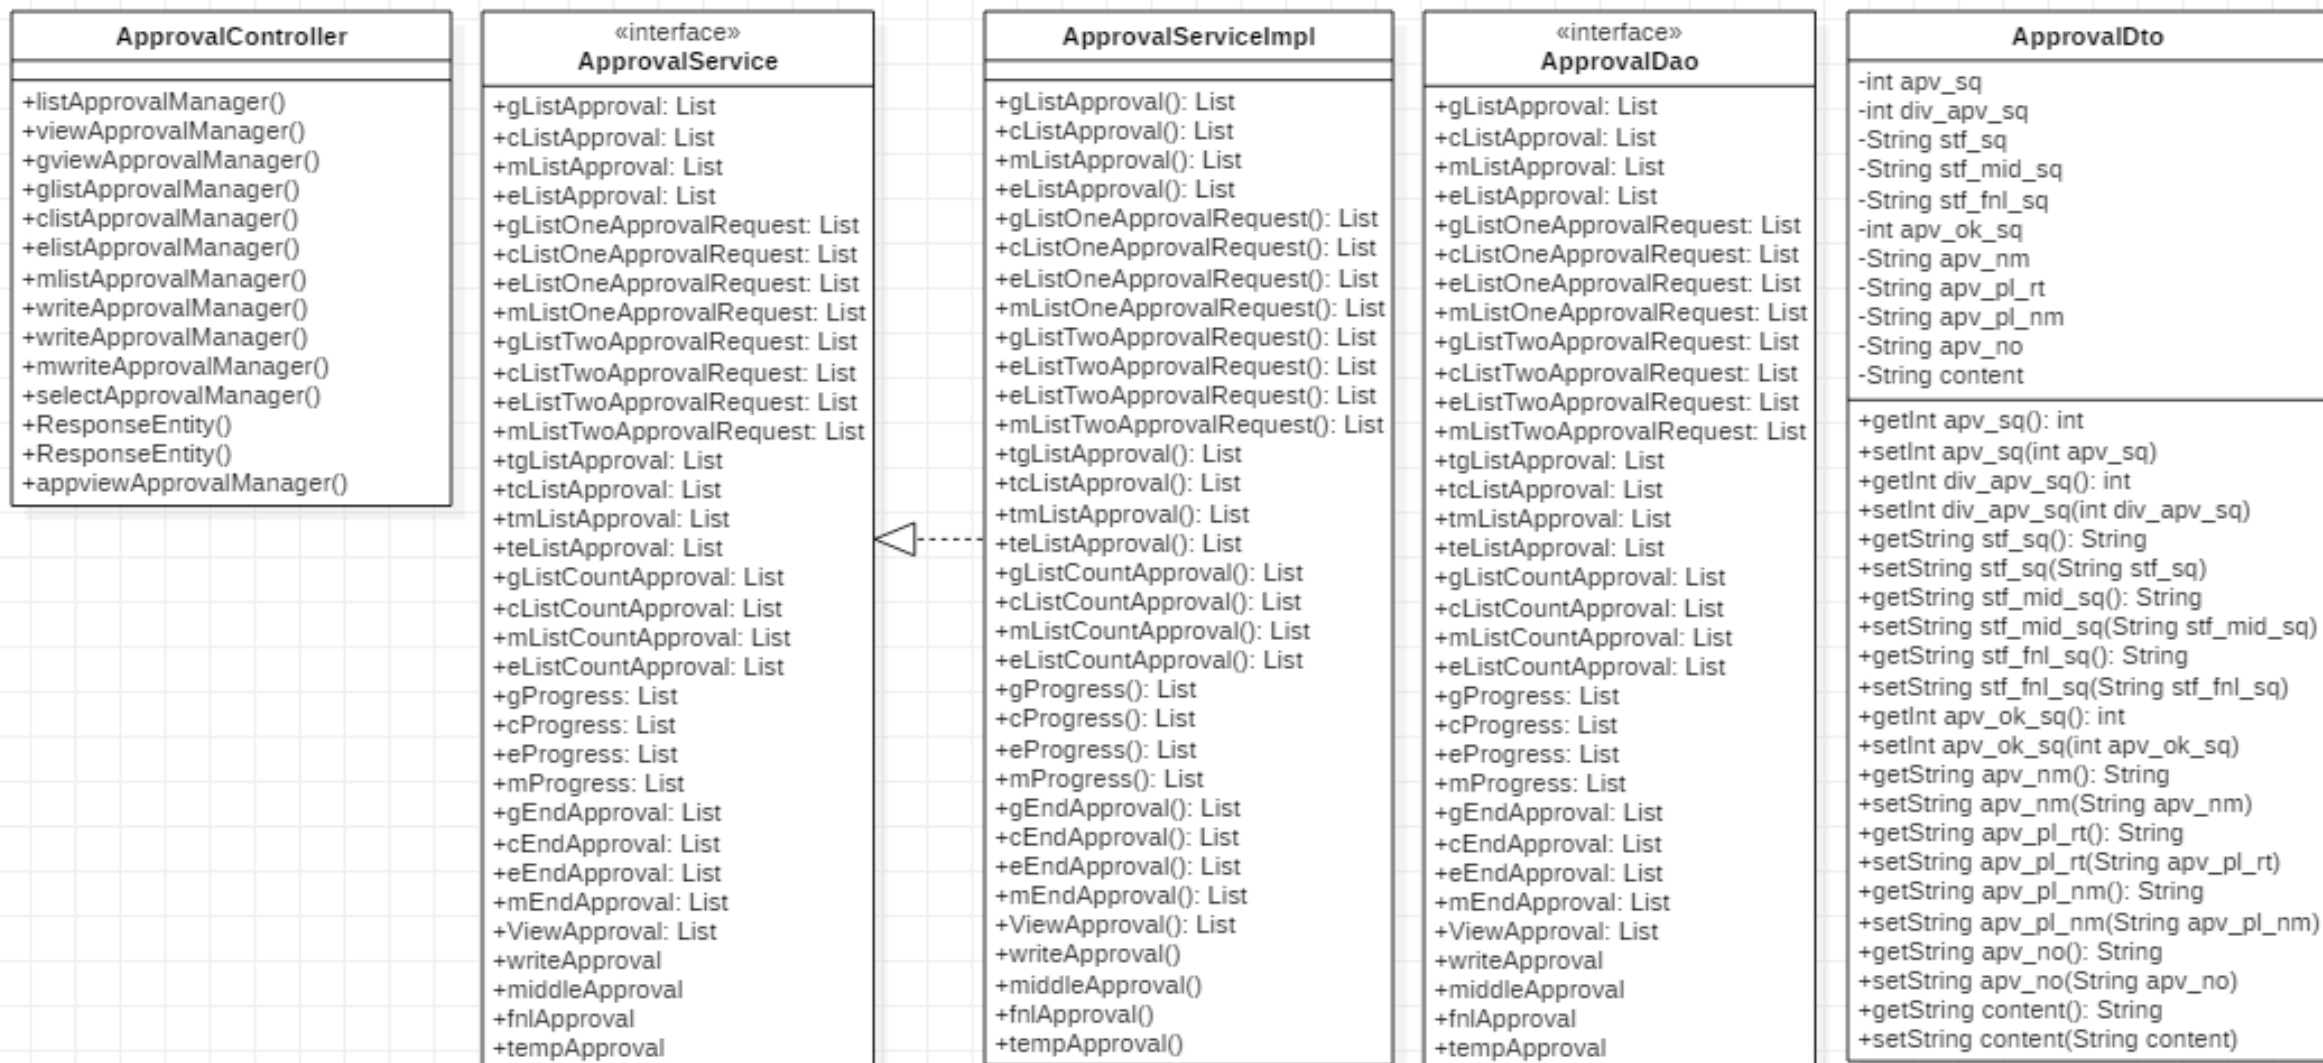 ApprovalController
+listApprovalManager()
+viewApprovalManager()
+gviewApprovalManager()
+glistApprovalManager()
+clistApprovalManager()
+elistApprovalManager()
+mlistApprovalManager()
+writeApprovalManager()
+writeApprovalManager()
+mwriteApprovalManager()
+selectApprovalManager()
+ResponseEntity()
+ResponseEntity()
+appviewApprovalManager()
«interface»
ApprovalService
+gListApproval: List
+cListApproval: List
+mListApproval: List
+eListApproval: List
+gListOneApprovalRequest: List
+cListOneApprovalRequest: List
+eListOneApprovalRequest: List
+mListOneApprovalRequest: List
+gListTwoApprovalRequest: List
+cListTwoApprovalRequest: List
+eListTwoApprovalRequest: List
+mListTwoApprovalRequest: List
+tgListApproval: List
+tcListApproval: List
+tmListApproval: List
+teListApproval: List
+gListCountApproval: List
+cListCountApproval: List
+mListCountApproval: List
+eListCountApproval: List
+gProgress: List
+cProgress: List
+eProgress: List
+mProgress: List
+gEndApproval: List
+cEndApproval: List
+eEndApproval: List
+mEndApproval: List
+ViewApproval: List
+writeApproval
+middleApproval
+fnlApproval
+tempApproval
ApprovalServiceImpl
+gListApproval(): List
+cListApproval(): List
+mListApproval(): List
+eListApproval(): List
+gListOneApprovalRequest(): List
+cListOneApprovalRequest(): List
+eListOneApprovalRequest(): List
+mListOneApprovalRequest(): List
+gListTwoApprovalRequest(): List
+eListTwoApprovalRequest(): List
+eListTwoApprovalRequest(): List
+mListTwoApprovalRequest(): List
+tgListApproval(): List
+tcListApproval(): List
+tmListApproval(): List
+teListApproval(): List
+gListCountApproval(): List
+cListCountApproval(): List
+mListCountApproval(): List
+eListCountApproval(): List
+gProgress(): List
+cProgress(): List
+eProgress(): List
+mProgress(): List
+gEndApproval(): List
+cEndApproval(): List
+eEndApproval(): List
+mEndApproval(): List
+ViewApproval(): List
+writeApproval()
+middleApproval()
+fnlApproval()
+tempApproval()
«interface»
ApprovalDao
+gListApproval: List
+cListApproval: List
+mListApproval: List
+eListApproval: List
+gListOneApprovalRequest: List
+cListOneApprovalRequest: List
+eListOneApprovalRequest: List
+mListOneApprovalRequest: List
+gListTwoApprovalRequest: List
+cListTwoApprovalRequest: List
+eListTwoApprovalRequest: List
+mListTwoApprovalRequest: List
+tgListApproval: List
+tcListApproval: List
+tmListApproval: List
+teListApproval: List
+gListCountApproval: List
+cListCountApproval: List
+mListCountApproval: List
+eListCountApproval: List
+gProgress: List
+cProgress: List
+eProgress: List
+mProgress: List
+gEndApproval: List
+cEndApproval: List
+eEndApproval: List
+mEndApproval: List
+ViewApproval: List
+writeApproval
+middleApproval
+fnlApproval
+tempApproval
ApprovalDto
-int apv_sq
-int div_apv_sq
-String stf_sq
-String stf_mid_sq
-String stf_fnl_sq
-int apv_ok_sq
-String apv_nm
-String apv_pl_rt
-String apv_pl_nm
-String apv_no
-String content
+getInt apv_sq(): int
+setInt apv_sq(int apv_sq)
+getInt div_apv_sq(): int
+setInt div_apv_sq(int div_apv_sq)
+getString stf_sq(): String
+setString stf_sq(String stf_sq)
+getString stf_mid_sq(): String
+setString stf_mid_sq(String stf_mid_sq)
+getString stf_fnl_sq(): String
+setString stf_fnl_sq(String stf_fnl_sq)
+getInt apv_ok_sq(): int
+setInt apv_ok_sq(int apv_ok_sq)
+getString apv_nm(): String
+setString apv_nm(String apv_nm)
+getString apv_pl_rt(): String
+setString apv_pl_rt(String apv_pl_rt)
+getString apv_pl_nm(): String
+setString apv_pl_nm(String apv_pl_nm)
+getString apv_no(): String
+setString apv_no(String apv_no)
+getString content(): String
+setString content(String content)